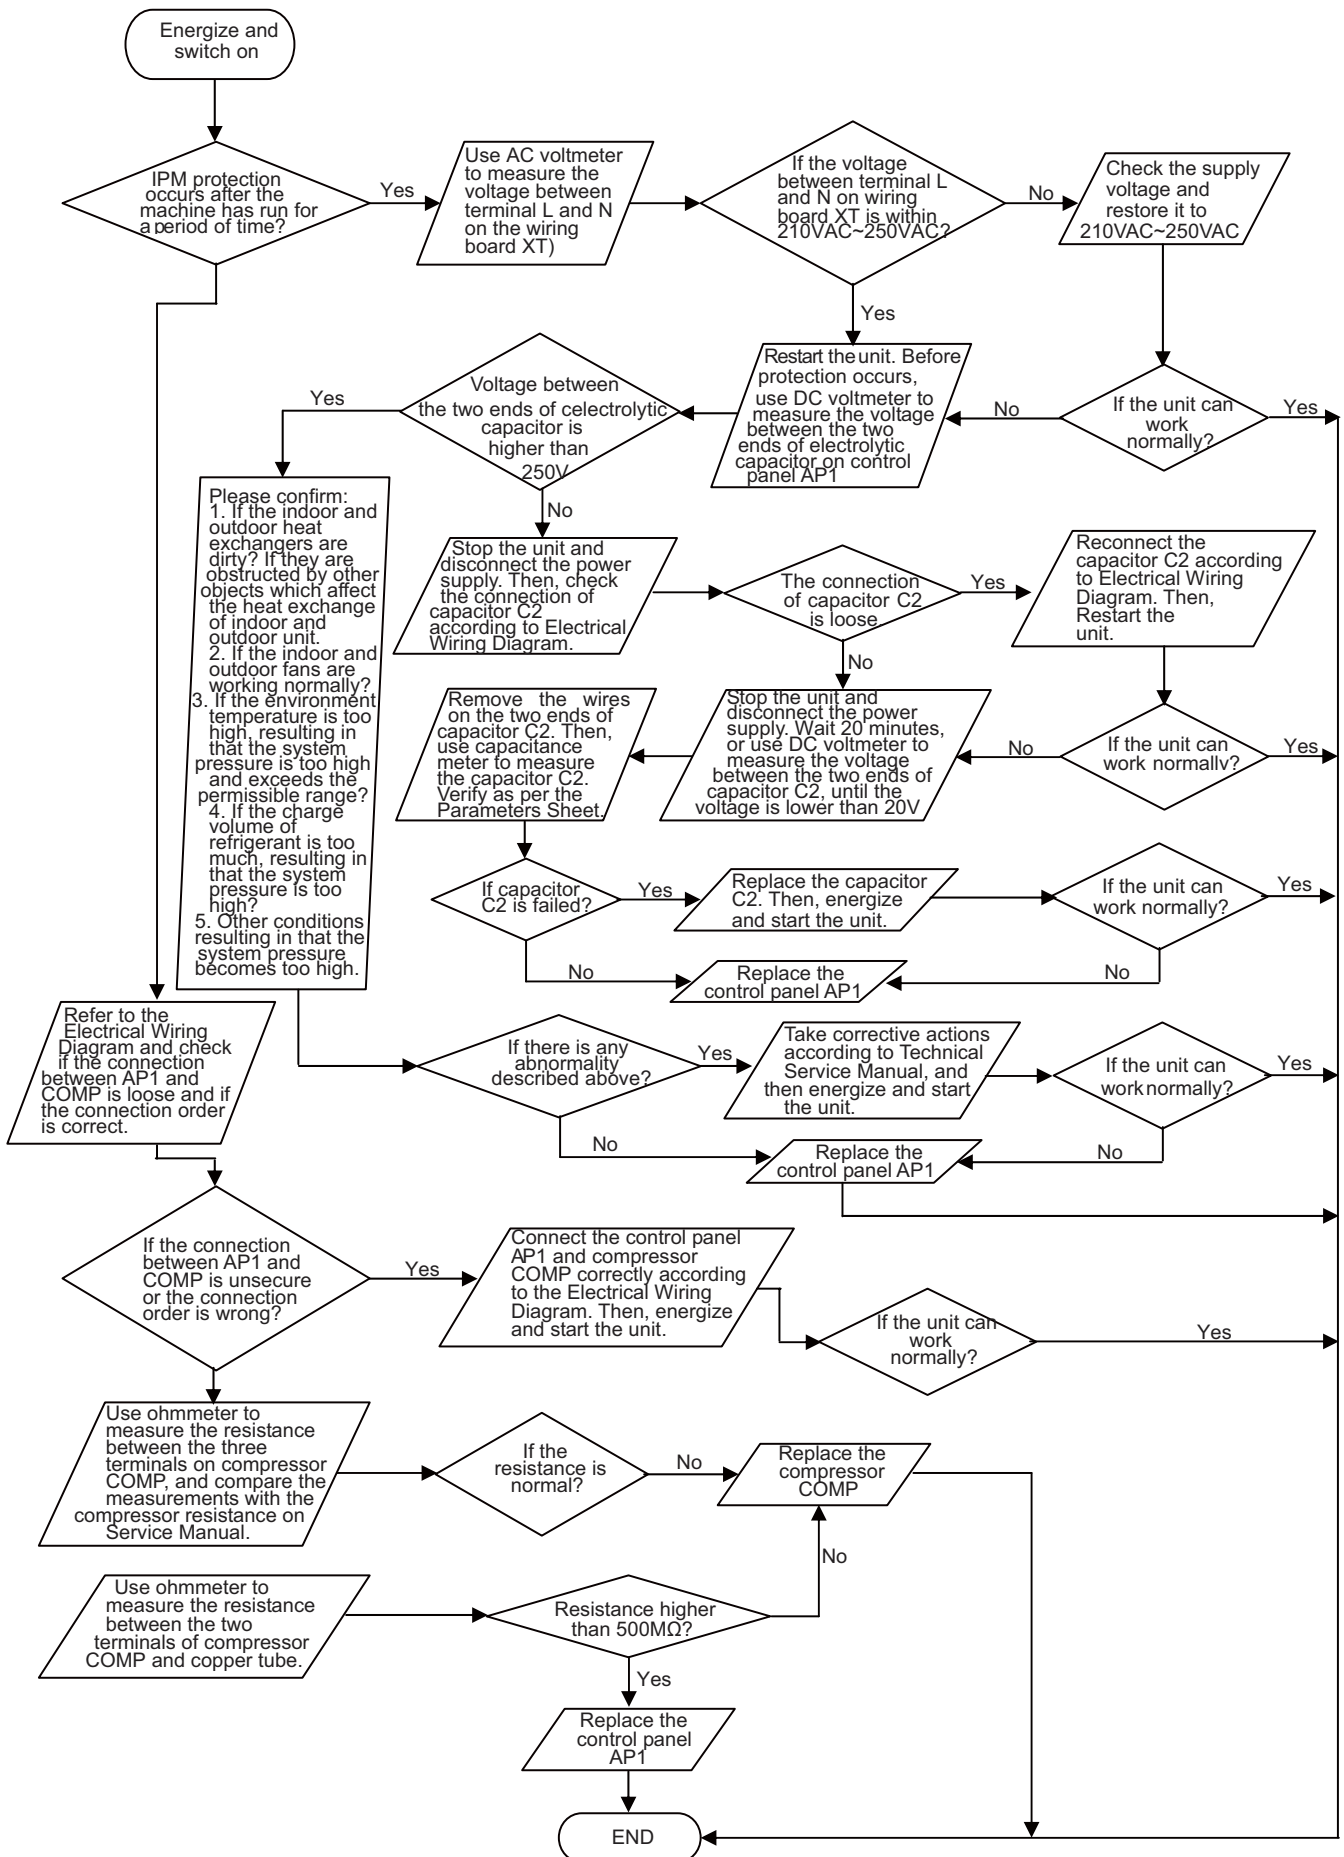 Energize and
switch on
IPM protection
occurs after the
machine has run for
a period of time?
Yes
Use AC voltmeter
to measure the
voltage between
terminal L and N
on the wiring
board XT)
If the voltage
between terminal L
and N on wiring
board XT is within
210VAC~250VAC?
No
Check the supply
voltage and
restore it to
210VAC~250VAC
Yes
Restart the unit. Before
protection occurs,
use DC voltmeter to
measure the voltage
between the two
ends of electrolytic
capacitor on control
panel AP1
No
If the unit can
work
normally?
Yes
Voltage between
the two ends of celectrolytic
capacitor is
higher than
250V
Yes
No
Please confirm:
1. If the indoor and
outdoor heat
exchangers are
dirty? If they are
obstructed by other
objects which affect
the heat exchange
of indoor and
outdoor unit.
2. If the indoor and
outdoor fans are
working normally?
3. If the environment
temperature is too
high, resulting in
that the system
pressure is too high
and exceeds the
permissible range?
4. If the charge
volume of
refrigerant is too
much, resulting in
that the system
pressure is too
high?
5. Other conditions
resulting in that the
system pressure
becomes too high.
Stop the unit and
disconnect the power
supply. Then, check
the connection of
capacitor C2
according to Electrical
Wiring Diagram.
The connection
of capacitor C2
is loose
Yes
Reconnect the
capacitor C2 according
to Electrical Wiring
Diagram. Then,
Restart the
unit.
No
Remove the wires
on the two ends of
capacitor C2. Then,
use capacitance
meter to measure
the capacitor C2.
Verify as per the
Parameters Sheet.
Stop the unit and
disconnect the power
supply. Wait 20 minutes,
or use DC voltmeter to
measure the voltage
between the two ends of
capacitor C2, until the
voltage is lower than 20V
No
If the unit can
work normallv?
Yes
If capacitor
C2 is failed?
Yes
Replace the capacitor
C2. Then, energize
and start the unit.
If the unit can
work normally?
Yes
No
Replace the
control panel AP1
No
Refer to the
Electrical Wiring
Diagram and check
if the connection
between AP1 and
COMP is loose and if
the connection order
is correct.
If there is any
abnormality
described above?
Yes
Take corrective actions
according to Technical
Service Manual, and
then energize and start
the unit.
If the unit can
work normally?
Yes
No
Replace the
control panel AP1
No
If the connection
between AP1 and
COMP is unsecure
or the connection
order is wrong?
Yes
Connect the control panel
AP1 and compressor
COMP correctly according
to the Electrical Wiring
Diagram. Then, energize
and start the unit.
If the unit can
work
normally?
Yes
Use ohmmeter to
measure the resistance
between the three
terminals on compressor
COMP, and compare the
measurements with the
compressor resistance on
Service Manual.
If the
resistance is
normal?
No
Replace the
compressor
COMP
No
Use ohmmeter to
measure the resistance
between the two
terminals of compressor
COMP and copper tube.
Resistance higher
than 500MΩ?
Yes
Replace the
control panel
AP1
END